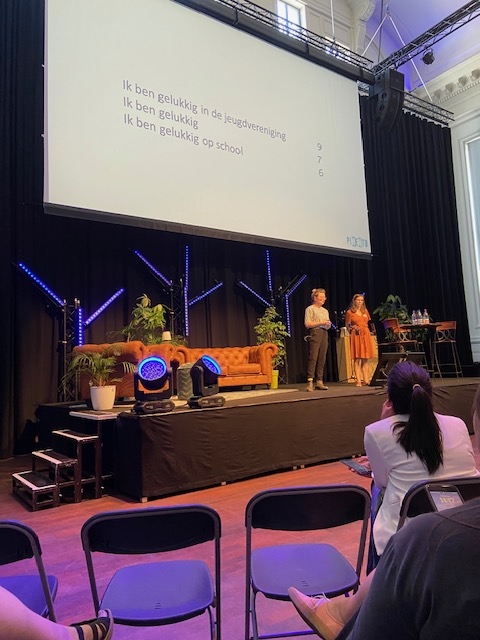 Ik ben gelukkig in de jeugdvereniging 9
Ik ben gelukkig 7
Ik ben gelukkig op school 6